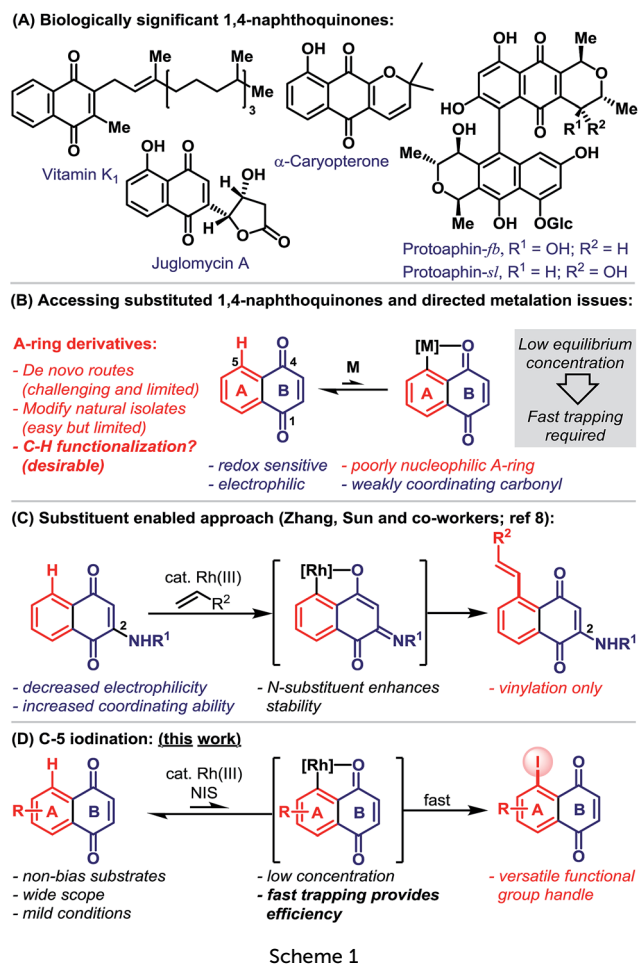 (A) Biologically significant 1,4-naphthoquinones:
O
Me
Me
Me
3
Me
O
Vitamin K1
OH
O
O
Me
Me
O
α-Caryopterone
OH
O
H
OH
O
H
O
O
Juglomycin A
OH
O
Me
O
HO
Me
O
R1
R2
OH
Me
OH
O
Me
OH
OGlc
Protoaphin-fb, R1 = OH; R2 = H
Protoaphin-sl, R1 = H; R2 = OH
(B) Accessing substituted 1,4-naphthoquinones and directed metalation issues:
A-ring derivatives:
- De novo routes
(challenging and limited)
- Modify natural isolates
(easy but limited)
- C-H functionalization?
(desirable)
H
O
5
4
A
B
1
O
- redox sensitive
- electrophilic
M
[M]
O
A
B
O
- poorly nucleophilic A-ring
- weakly coordinating carbonyl
Low equilibrium
concentration
Fast trapping
required
(C) Substituent enabled approach (Zhang, Sun and co-workers; ref 8):
H
O
2
NHR1
O
- decreased electrophilicity
- increased coordinating ability
cat. Rh(III)
R2
[Rh]
O
NR1
O
- N-substituent enhances
stability
R2
O
2
NHR1
O
- vinylation only
(D) C-5 iodination: (this work)
H
O
R
A
B
O
- non-bias substrates
- wide scope
- mild conditions
cat. Rh(III)
NIS
[Rh]
O
R
A
B
O
- low concentration
- fast trapping provides
efficiency
fast
I
O
R
A
B
O
- versatile functional
group handle
Scheme 1